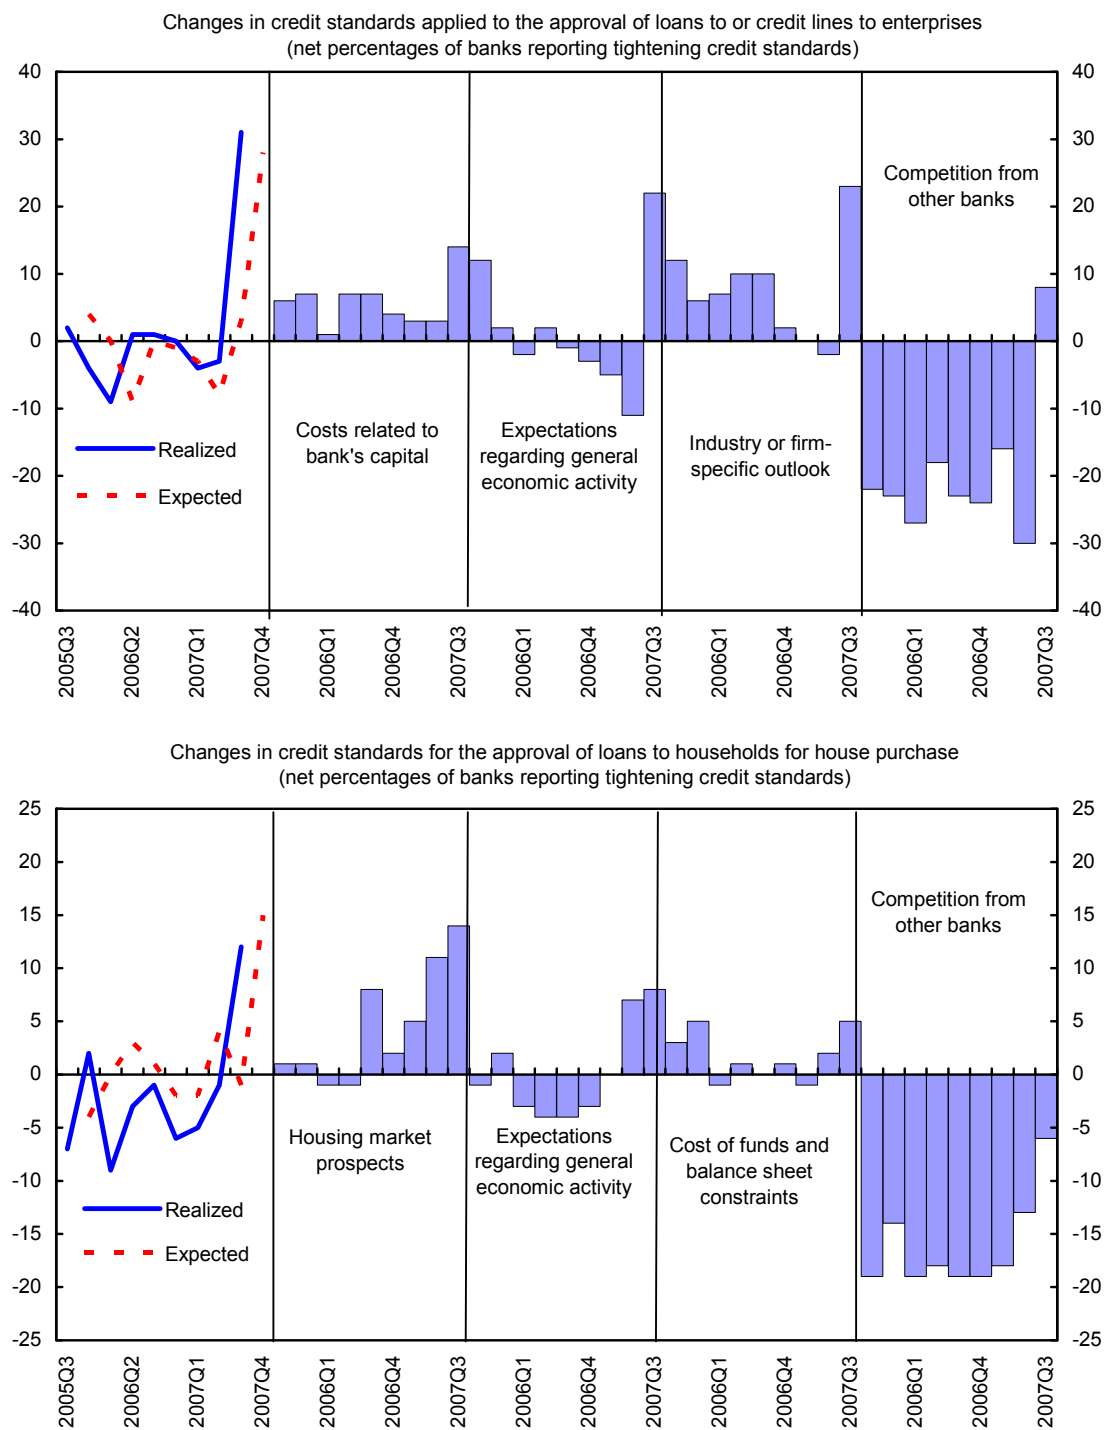 Changes in credit standards applied to the approval of loans to or credit lines to enterprises
(net percentages of banks reporting tightening credit standards)
40 40
30 30
Competition from
other banks
20 20
10 10
0 0
-10 -10
Realized
Expected
Costs related to
bank's capital
Expectations
regarding general
economic activity
Industry or firm-
specific outlook
-20 -20
-30 -30
-40 -40
2005Q3 2006Q2 2007Q1 2007Q4 2006Q1 2006Q4 2007Q3 2006Q1 2006Q4 2007Q3 2006Q1 2006Q4 2007Q3 2006Q1 2006Q4 2007Q3
Changes in credit standards for the approval of loans to households for house purchase
(net percentages of banks reporting tightening credit standards)
25 25
20 20
Competition from
other banks
15 15
10 10
5 5
0 0
-5 -5
Housing market
prospects
Expectations
regarding general
economic activity
Cost of funds and
balance sheet
constraints
-10 -10
Realized
Expected
-15 -15
-20 -20
-25 -25
2005Q3 2006Q2 2007Q1 2007Q4 2006Q1 2006Q4 2007Q3 2006Q1 2006Q4 2007Q3 2006Q1 2006Q4 2007Q3 2006Q1 2006Q4 2007Q3